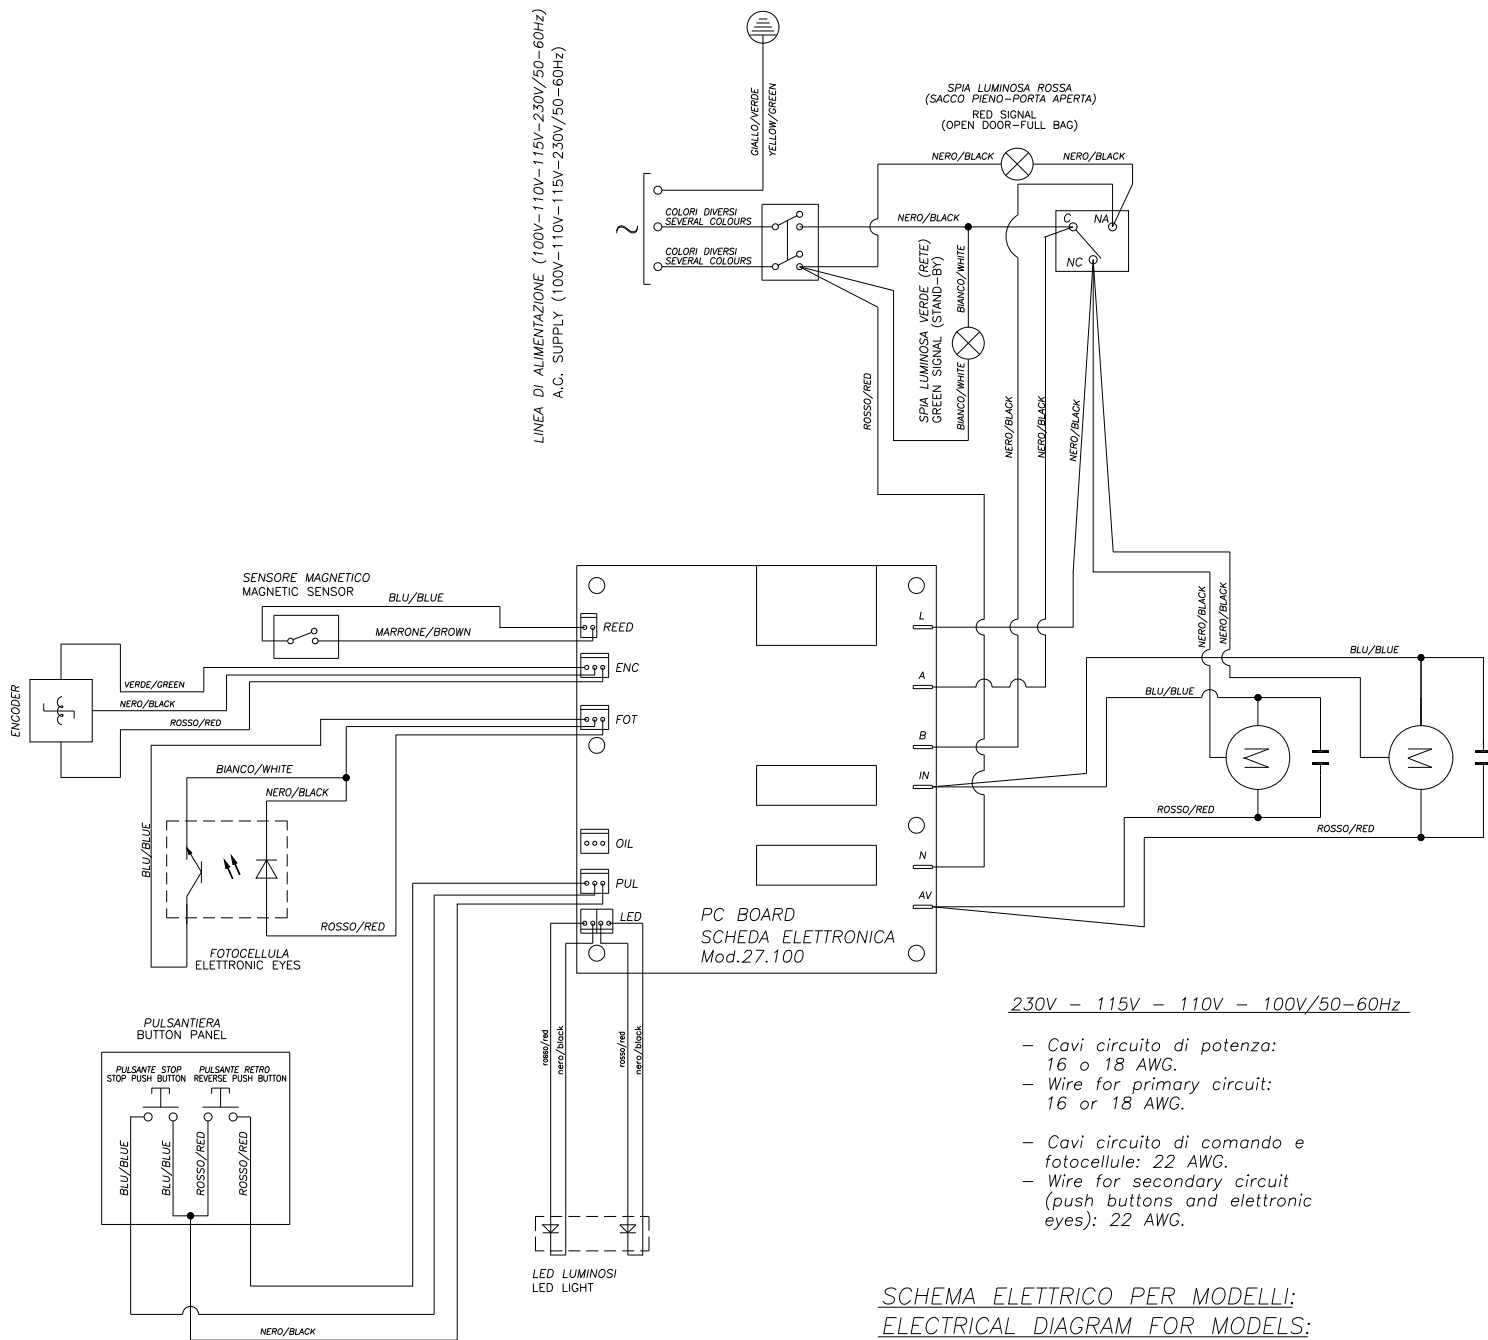 LINEA DI ALIMENTAZIONE (100V-110V-115V-230V/50-60Hz)
A.C. SUPPLY (100V-110V-115V-230V/50-60Hz)
GIALLO/VERDE
YELLOW/GREEN
SPIA LUMINOSA ROSSA
(SACCO PIENO-PORTA APERTA)
RED SIGNAL
(OPEN DOOR-FULL BAG)
NERO/BLACK
NERO/BLACK
~
COLORI DIVERSI
SEVERAL COLOURS
COLORI DIVERSI
SEVERAL COLOURS
NERO/BLACK
C
NA
NC
SPIA LUMINOSA VERDE (RETE)
GREEN SIGNAL (STAND-BY)
BIANCO/WHITE
BIANCO/WHITE
ROSSO/RED
NERO/BLACK
NERO/BLACK
NERO/BLACK
NERO/BLACK
NERO/BLACK
SENSORE MAGNETICO
MAGNETIC SENSOR
BLU/BLUE
MARRONE/BROWN
ENCODER
VERDE/GREEN
NERO/BLACK
ROSSO/RED
BIANCO/WHITE
NERO/BLACK
BLU/BLUE
ROSSO/RED
FOTOCELLULA
ELETTRONIC EYES
REED
ENC
FOT
OIL
PUL
LED
L
A
B
IN
N
AV
PC BOARD
SCHEDA ELETTRONICA
Mod.27.100
BLU/BLUE
BLU/BLUE
M
M
ROSSO/RED
ROSSO/RED
PULSANTIERA
BUTTON PANEL
PULSANTE STOP
STOP PUSH BUTTON
PULSANTE RETRO
REVERSE PUSH BUTTON
BLU/BLUE
BLU/BLUE
ROSSO/RED
ROSSO/RED
NERO/BLACK
rosso/red
nero/black
rosso/red
nero/black
LED LUMINOSI
LED LIGHT
230V - 115V - 110V - 100V/50-60Hz
- Cavi circuito di potenza:
16 o 18 AWG.
- Wire for primary circuit:
16 or 18 AWG.
- Cavi circuito di comando e
fotocellule: 22 AWG.
- Wire for secondary circuit
(push buttons and elettronic
eyes): 22 AWG.
SCHEMA ELETTRICO PER MODELLI:
ELECTRICAL DIAGRAM FOR MODELS: